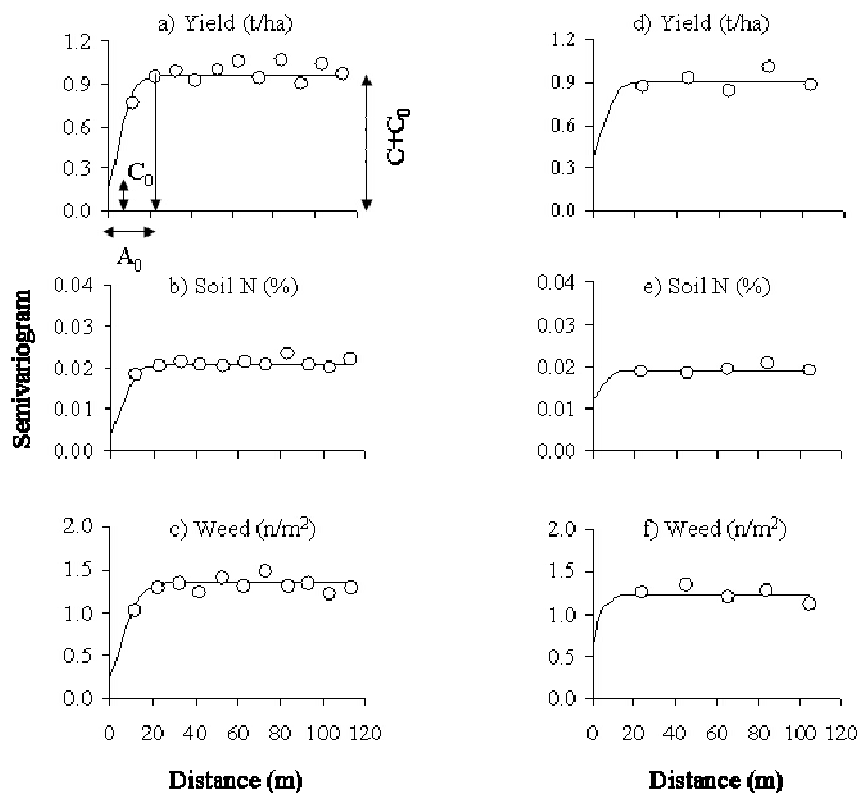 a) Yield (t/ha)
1.2
0.9
0.6
0.3
0.0
C0
C+C0
A0
d) Yield (t/ha)
1.2
0.9
0.6
0.3
0.0
Semivariogram
b) Soil N (%)
0.04
0.03
0.02
0.01
0.00
e) Soil N (%)
0.04
0.03
0.02
0.01
0.00
c) Weed (n/m²)
2.0
1.5
1.0
0.5
0.0
0 20 40 60 80 100 120
Distance (m)
f) Weed (n/m²)
2.0
1.5
1.0
0.5
0.0
0 20 40 60 80 100 120
Distance (m)